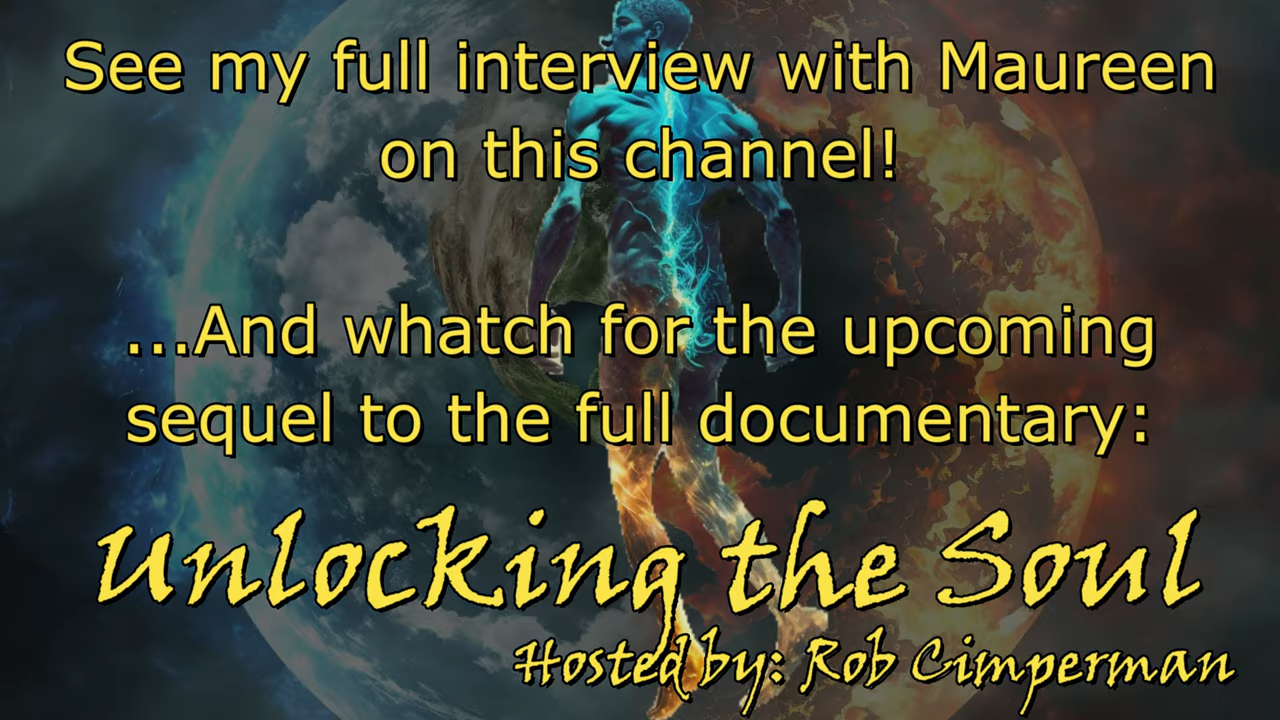 See my full interview with Maureen
on this channel!
...And whatch for the upcoming
sequel to the full documentary:
Unlocking the Soul
Hosted by: Rob Cimperman